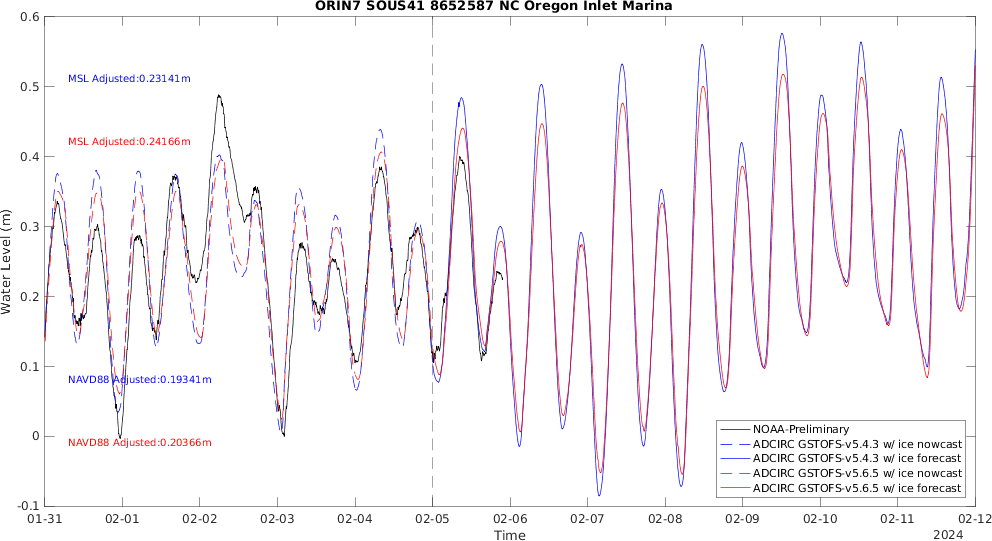 ORIN7 SOUS41 8652587 NC Oregon Inlet Marina
0.6
0.5
0.4
0.3
0.2
0.1
0
-0.1
Water Level (m)
MSL Adjusted:0.23141m
MSL Adjusted:0.24166m
NAVD88 Adjusted:0.19341m
NAVD88 Adjusted:0.20366m
NOAA-Preliminary
ADCIRC GSTOFS-v5.4.3 w/ ice nowcast
ADCIRC GSTOFS-v5.4.3 w/ ice forecast
ADCIRC GSTOFS-v5.6.5 w/ ice nowcast
ADCIRC GSTOFS-v5.6.5 w/ ice forecast
01-31 02-01 02-02 02-03 02-04 02-05 02-06 02-07 02-08 02-09 02-10 02-11 02-12
Time
2024